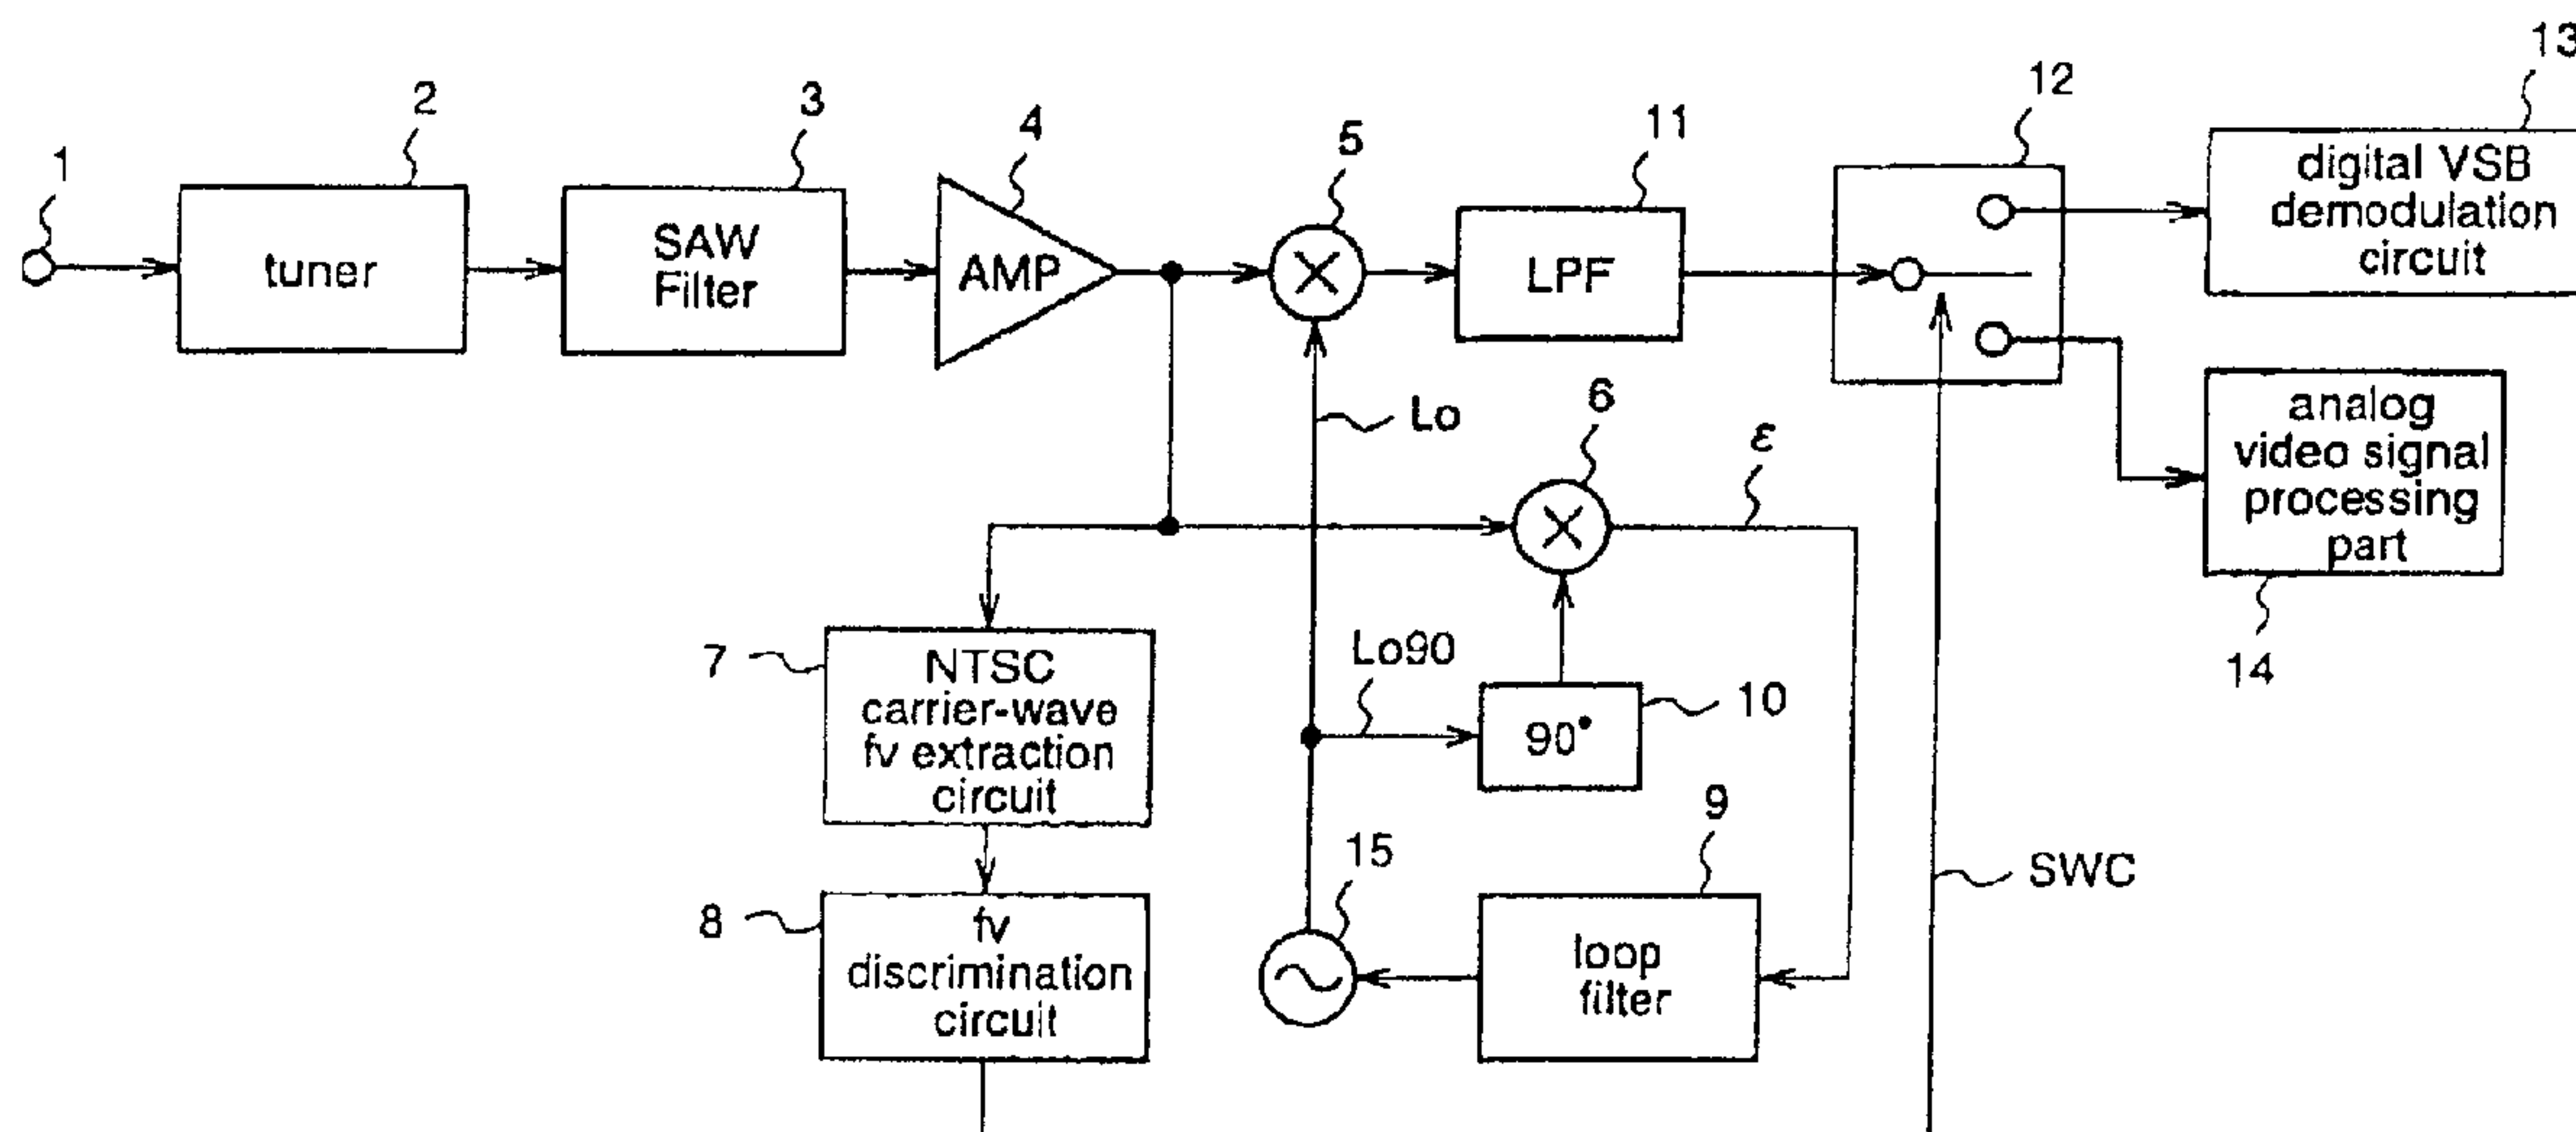 1
2
tuner
3
SAW
Filter
4
AMP
5
11
LPF
12
13
digital VSB
demodulation
circuit
Lo
6
ε
analog
video signal
processing
part
14
7
NTSC
carrier-wave
fv extraction
circuit
Lo90
90°
10
8
fv
discrimination
circuit
15
9
loop
filter
SWC